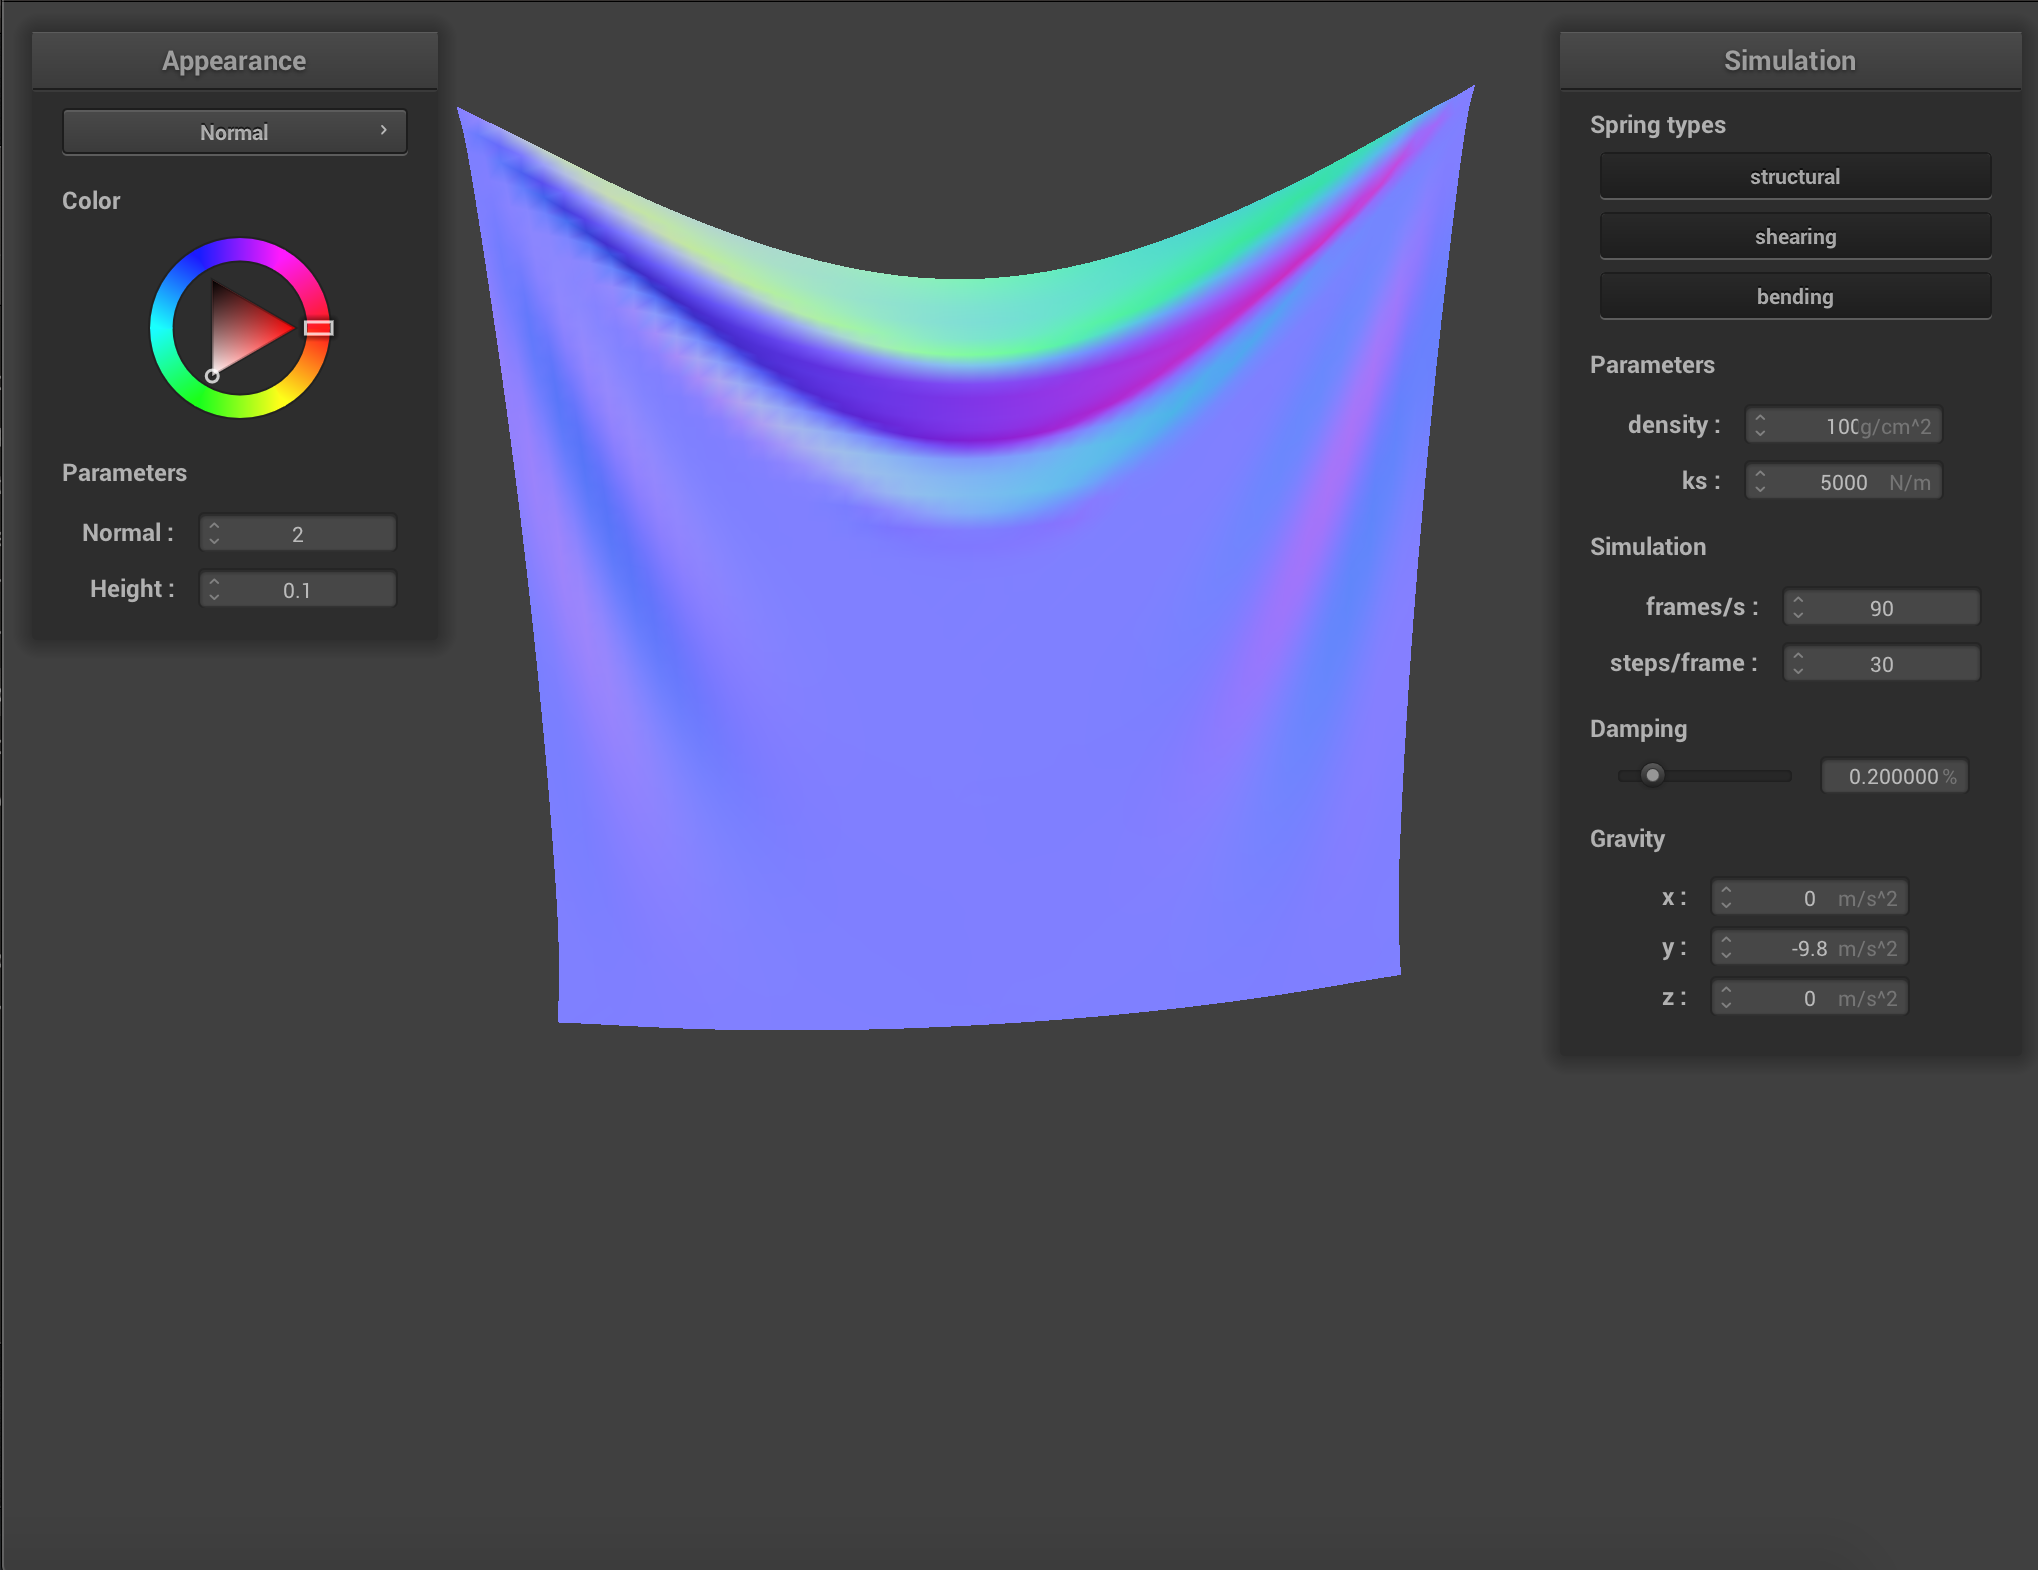 Appearance
Normal
Color
Parameters
Normal : 2
Height : 0.1
Simulation
Spring types
structural
shearing
bending
Parameters
density : 100 g/cm^2
ks : 5000 N/m
Simulation
frames/s : 90
steps/frame : 30
Damping
0.200000 %
Gravity
x : 0 m/s^2
y : -9.8 m/s^2
z : 0 m/s^2